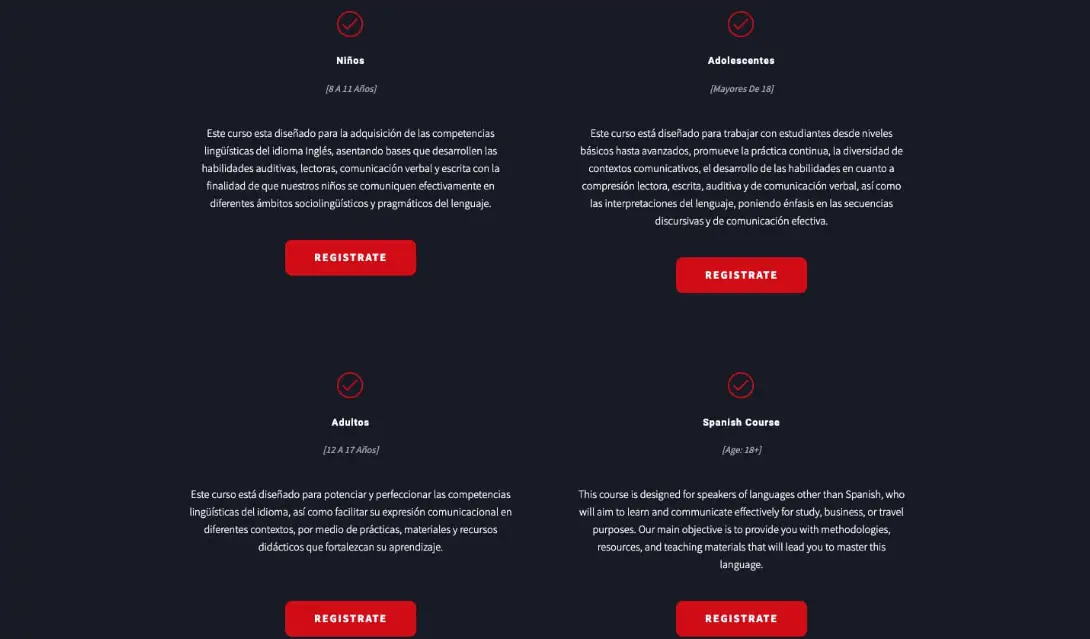 Niños
[8 A 11 Años]
Este curso esta diseñado para la adquisición de las competencias
lingüísticas del idioma Inglés, asentando bases que desarrollen las
habilidades auditivas, lectoras, comunicación verbal y escrita con la
finalidad de que nuestros niños se comuniquen efectivamente en
diferentes ámbitos sociolingüísticos y pragmáticos del lenguaje.
REGISTRATE
Adolescentes
[Mayores De 18]
Este curso está diseñado para trabajar con estudiantes desde niveles
básicos hasta avanzados, promueve la práctica continua, la diversidad de
contextos comunicativos, el desarrollo de las habilidades en cuanto a
compresión lectora, escrita, auditiva y de comunicación verbal, así como
las interpretaciones del lenguaje, poniendo énfasis en las secuencias
discursivas y de comunicación efectiva.
REGISTRATE
Adultos
[12 A 17 Años]
Este curso está diseñado para potenciar y perfeccionar las competencias
lingüísticas del idioma, así como facilitar su expresión comunicacional en
diferentes contextos, por medio de prácticas, materiales y recursos
didácticos que fortalezcan su aprendizaje.
REGISTRATE
Spanish Course
[Age: 18+]
This course is designed for speakers of languages other than Spanish, who
will aim to learn and communicate effectively for study, business, or travel
purposes. Our main objective is to provide you with methodologies,
resources, and teaching materials that will lead you to master this
language.
REGISTRATE